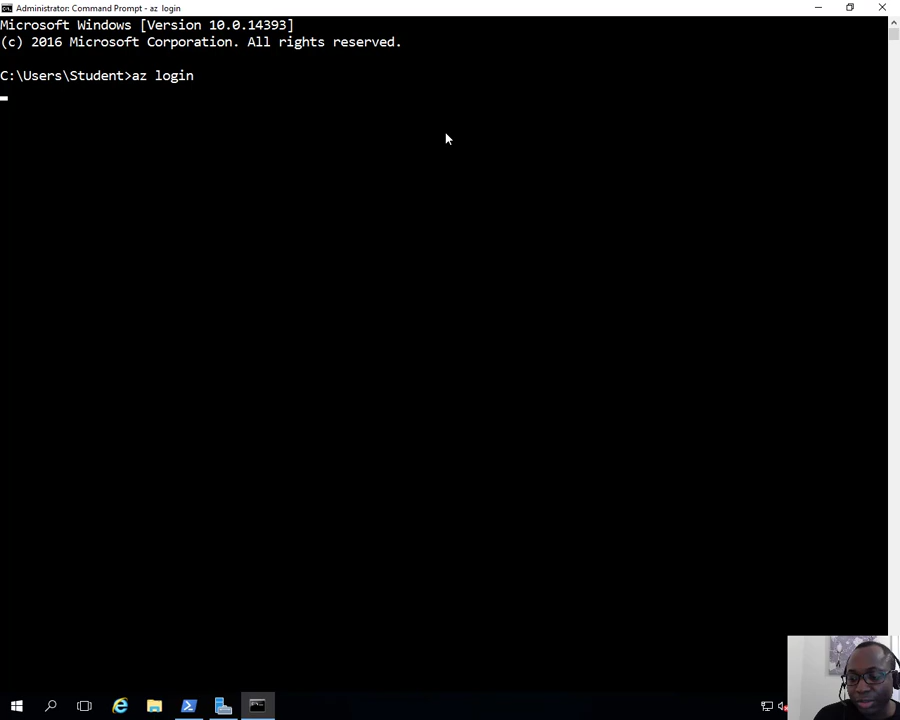 Administrator: Command Prompt - az login
Microsoft Windows [Version 10.0.14393]
(c) 2016 Microsoft Corporation. All rights reserved.
C:\Users\Student>az login